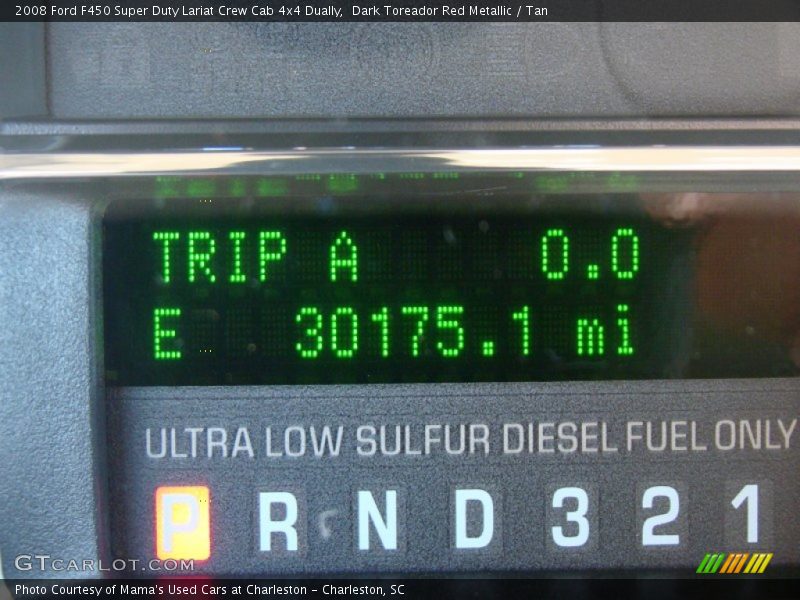 2008 Ford F450 Super Duty Lariat Crew Cab 4x4 Dually,  Dark Toreador Red Metallic / Tan
TRIP A 0.0
E 30175.1 mi
ULTRA LOW SULFUR DIESEL FUEL ONLY
P R N D 3 2 1
GTCARLOT.COM
Photo Courtesy of Mama's Used Cars at Charleston - Charleston, SC